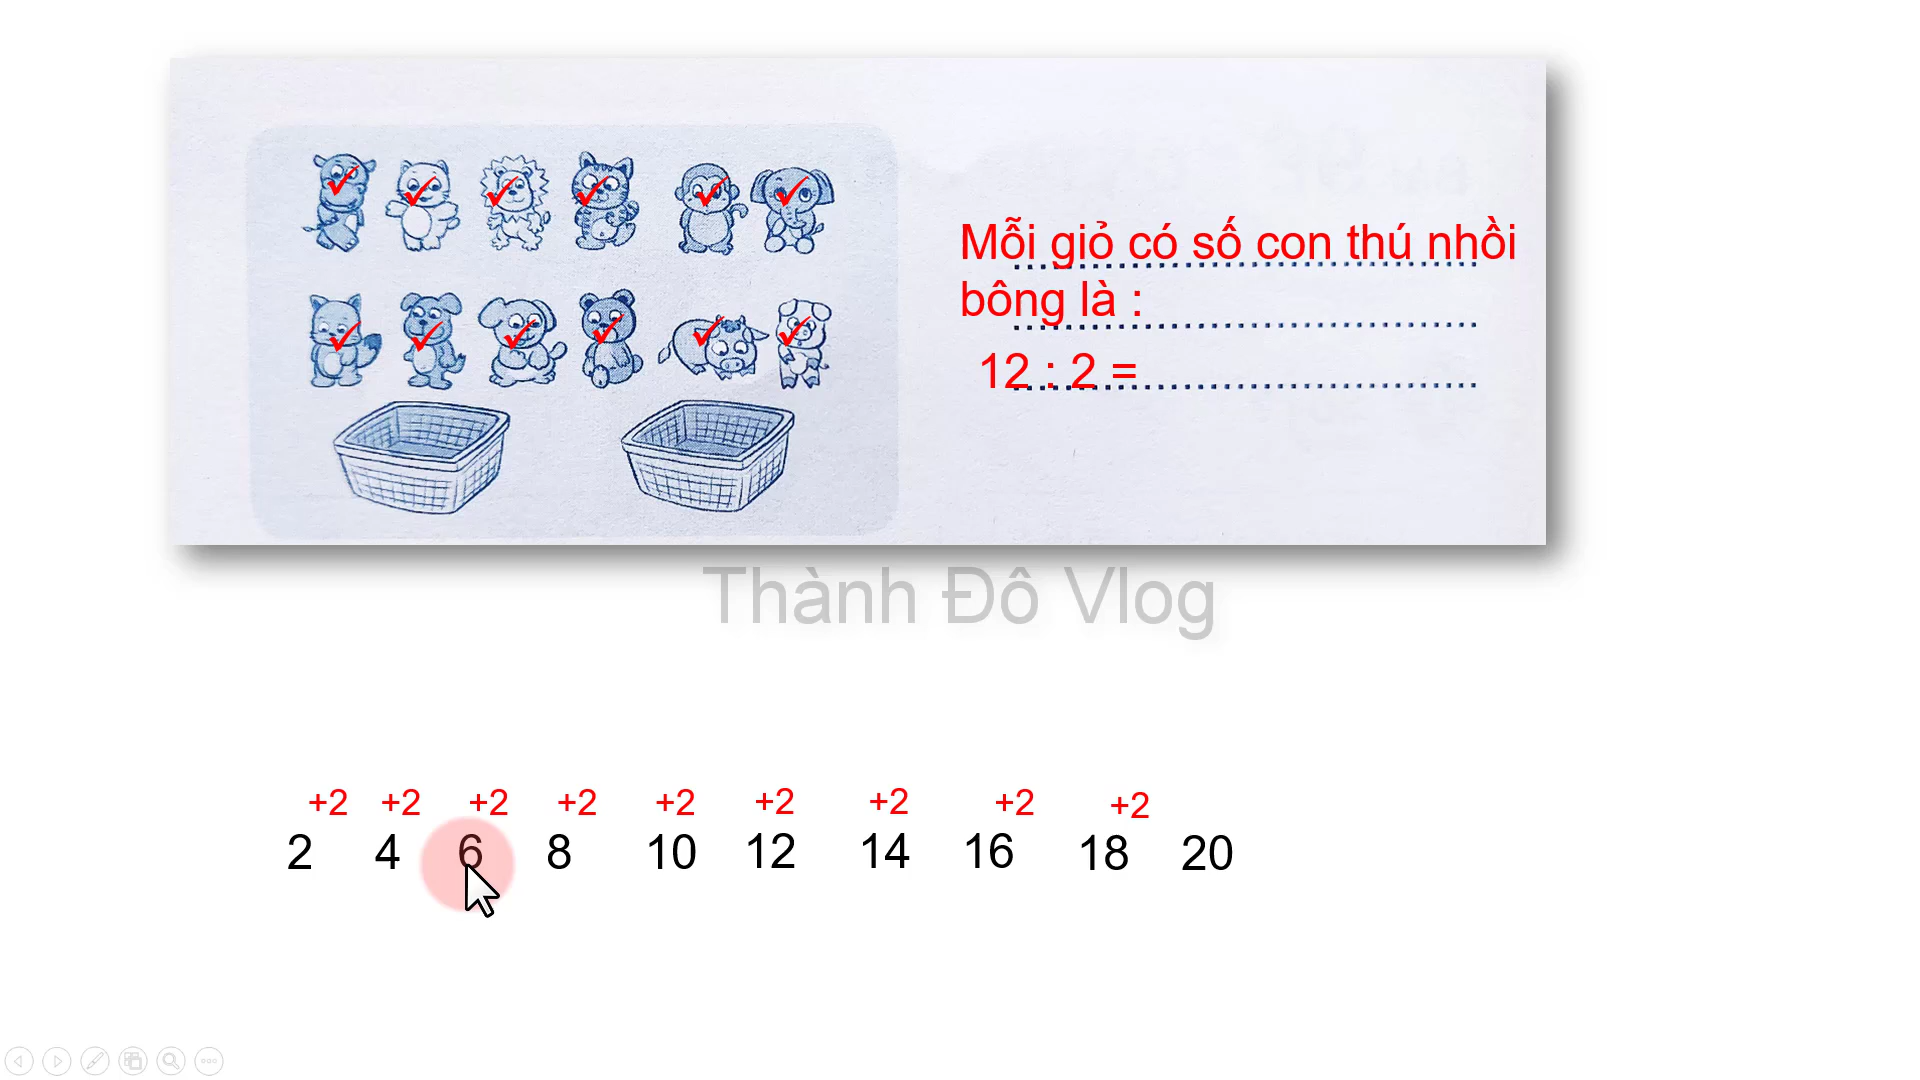 Mỗi giỏ có số con thú nhồi
bông là :
12 : 2 =
Thành Đô Vlog
+2 +2 +2 +2 +2 +2 +2 +2 +2
2 4 6 8 10 12 14 16 18 20